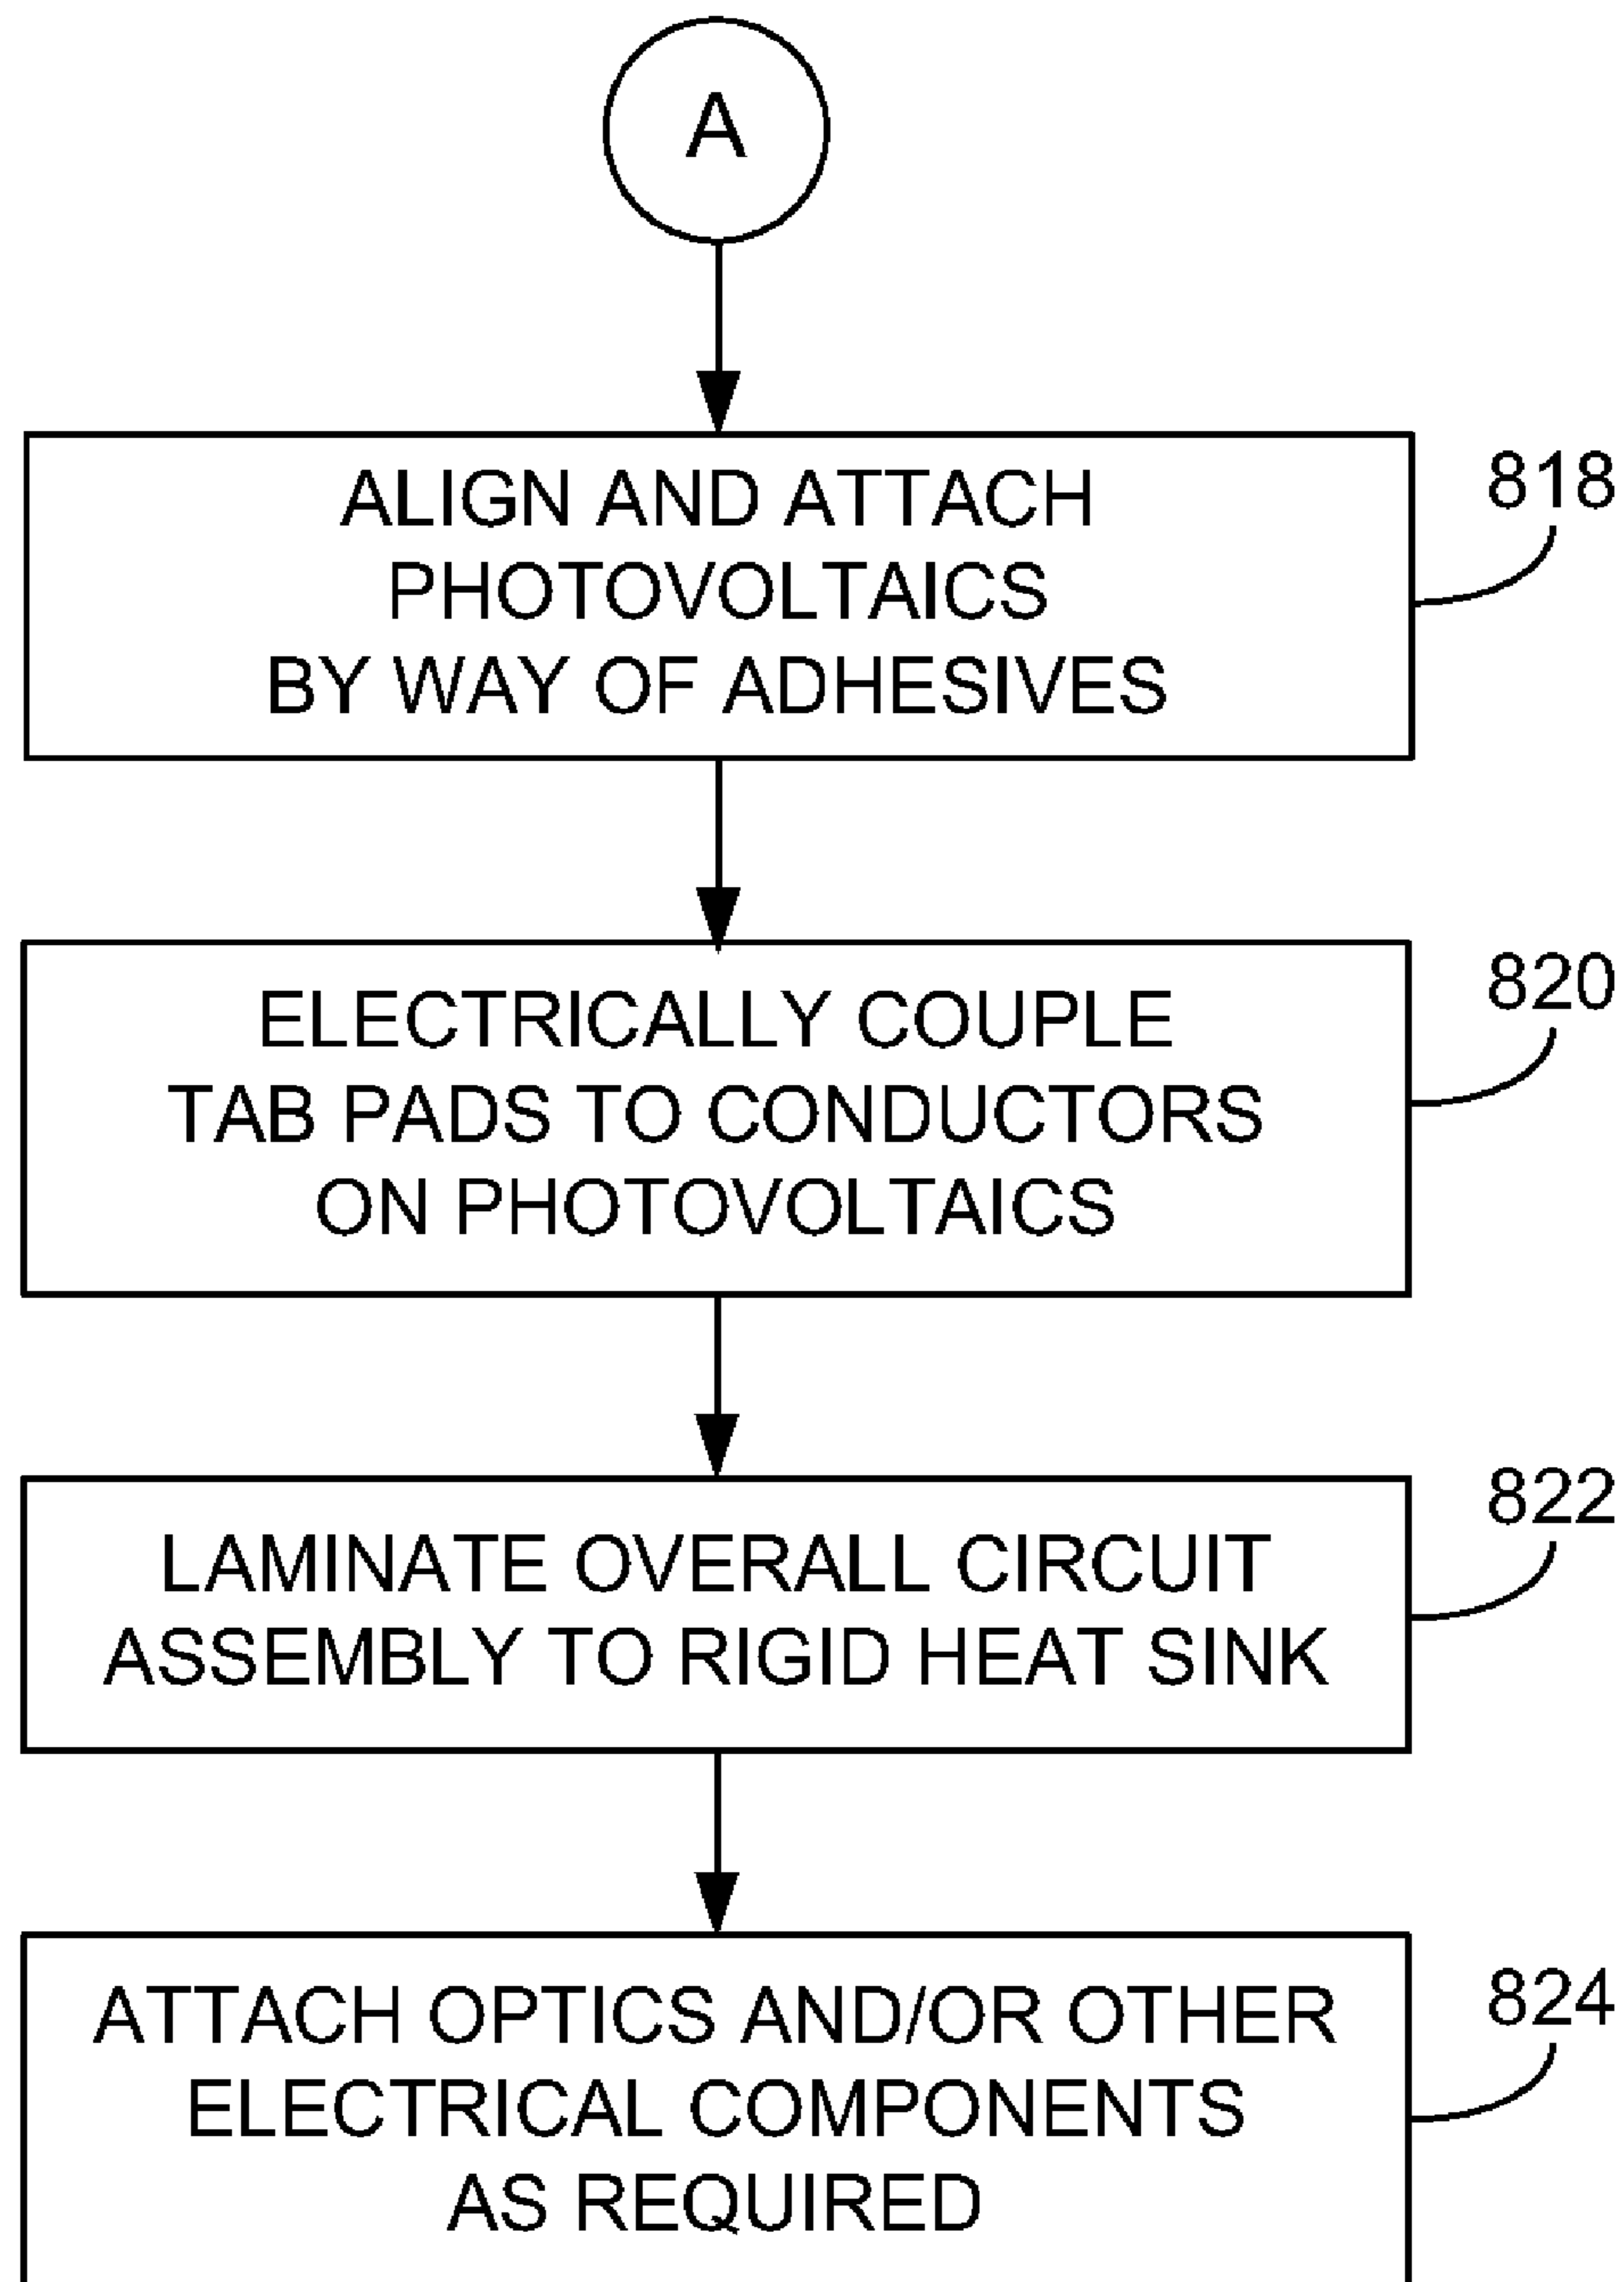 A
ALIGN AND ATTACH
PHOTOVOLTAICS
BY WAY OF ADHESIVES
818
ELECTRICALLY COUPLE
TAB PADS TO CONDUCTORS
ON PHOTOVOLTAICS
820
LAMINATE OVERALL CIRCUIT
ASSEMBLY TO RIGID HEAT SINK
822
ATTACH OPTICS AND/OR OTHER
ELECTRICAL COMPONENTS
AS REQUIRED
824